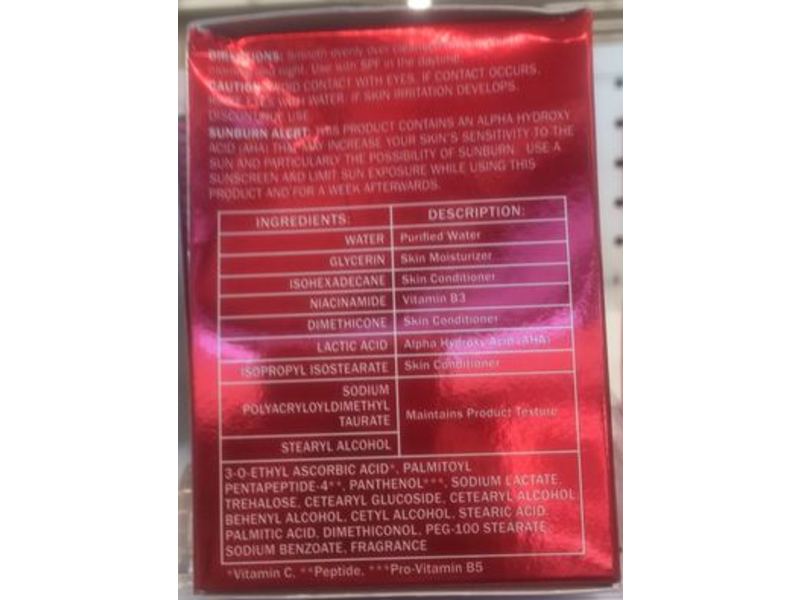 DIRECTIONS: Smooth evenly over cleansed
and night. Use with SPF in the daytime.
CAUTION: AVOID CONTACT WITH EYES. IF CONTACT OCCURS,
EYES WITH WATER. IF SKIN IRRITATION DEVELOPS,
DISCONTINUE USE.
SUNBURN ALERT: THIS PRODUCT CONTAINS AN ALPHA HYDROXY
ACID (AHA) THAT MAY INCREASE YOUR SKIN'S SENSITIVITY TO THE
SUN AND PARTICULARLY THE POSSIBILITY OF SUNBURN. USE A
SUNSCREEN AND LIMIT SUN EXPOSURE WHILE USING THIS
PRODUCT AND FOR A WEEK AFTERWARDS.
INGREDIENTS: DESCRIPTION:
WATER Purified Water
GLYCERIN Skin Moisturizer
ISOHEXADECANE Skin Conditioner
NIACINAMIDE Vitamin B3
DIMETHICONE Skin Conditioner
LACTIC ACID Alpha Hydroxy Acid (AHA)
ISOPROPYL ISOSTEARATE Skin Conditioner
SODIUM
POLYACRYLOYLDIMETHYL Maintains Product Texture
TAURATE
STEARYL ALCOHOL
3-O-ETHYL ASCORBIC ACID*, PALMITOYL
PENTAPEPTIDE-4**, PANTHENOL***, SODIUM LACTATE,
TREHALOSE, CETEARYL GLUCOSIDE, CETEARYL ALCOHOL,
BEHENYL ALCOHOL, CETYL ALCOHOL, STEARIC ACID,
PALMITIC ACID, DIMETHICONOL, PEG-100 STEARATE,
SODIUM BENZOATE, FRAGRANCE
*Vitamin C, **Peptide, ***Pro-Vitamin B5